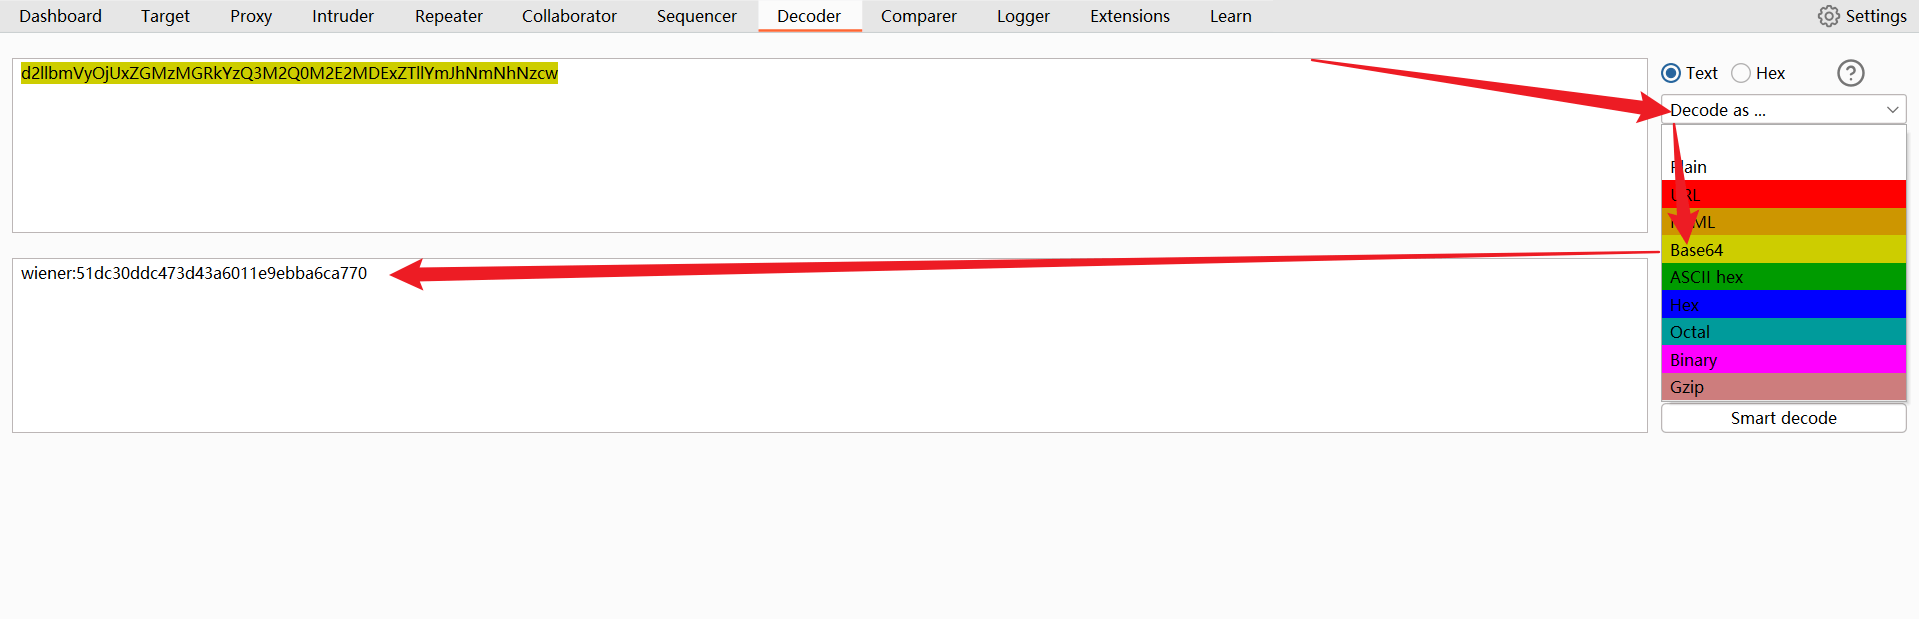 Dashboard Target Proxy Intruder Repeater Collaborator Sequencer Decoder Comparer Logger Extensions Learn Settings
d2llbmVyOjUxZGMzMGRkYzQ3M2Q0M2E2MDExZTllYmJhNmNhNzcw
Text Hex ?
Decode as ...
Plain
URL
HTML
Base64
wiener:51dc30ddc473d43a6011e9ebba6ca770
ASCII hex
Hex
Octal
Binary
Gzip
Smart decode